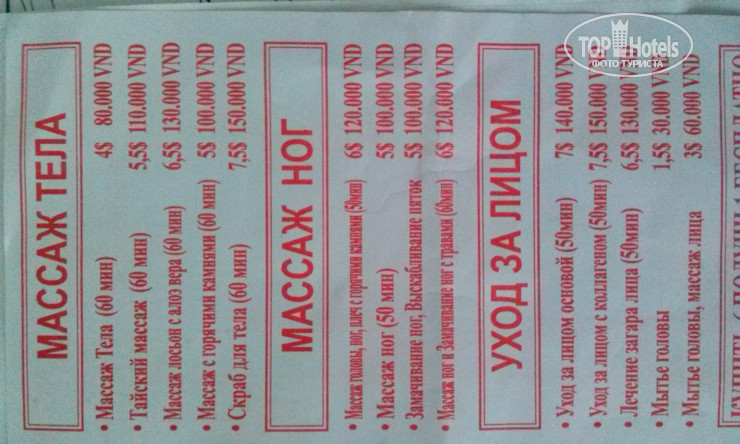 TOP Hotels
ФОТО ТУРИСТА
МАССАЖ ТЕЛА
• Массаж Тела (60 мин) 4$ 80.000 VND
• Тайский массаж (60 мин) 5,5$ 110.000 VND
• Массаж лосьон с алоэ вера (60 мин) 6,5$ 130.000 VND
• Массаж с горячими камнями (60 мин) 5$ 100.000 VND
• Скраб для тела (60 мин) 7,5$ 150.000 VND
МАССАЖ НОГ
• Массаж головы, ног, плеч с горячими камнями (50мин) 6$ 120.000 VND
• Массаж ног (50 мин) 5$ 100.000 VND
• Замачивание ног, Выскабливание пяток 5$ 100.000 VND
• Массаж ног и Замачивание ног с травами (60мин) 6$ 120.000 VND
УХОД ЗА ЛИЦОМ
• Уход за лицом основой (50мин) 7$ 140.000 VND
• Уход за лицом с коллагеном (50мин) 7,5$ 150.000
• Лечение загара лица (50мин) 6,5$ 130.000 VND
• Мытье головы 1,5$ 30.000 VND
• Мытье головы, массаж лица 3$ 60.000 VND